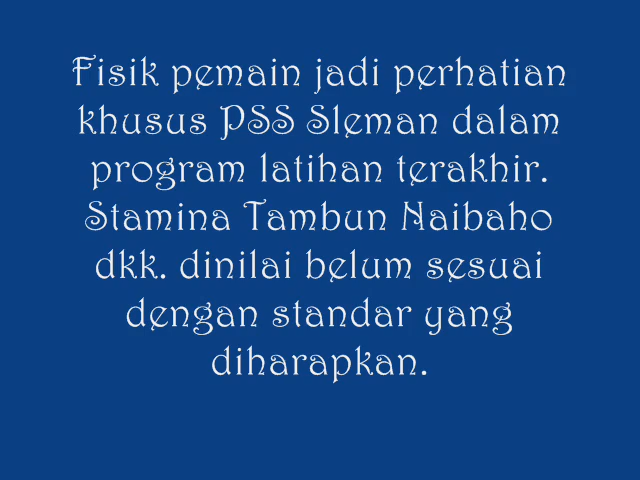 Fisik pemain jadi perhatian
khusus PSS Sleman dalam
program latihan terakhir.
Stamina Tambun Naibaho
dkk. dinilai belum sesuai
dengan standar yang
diharapkan.